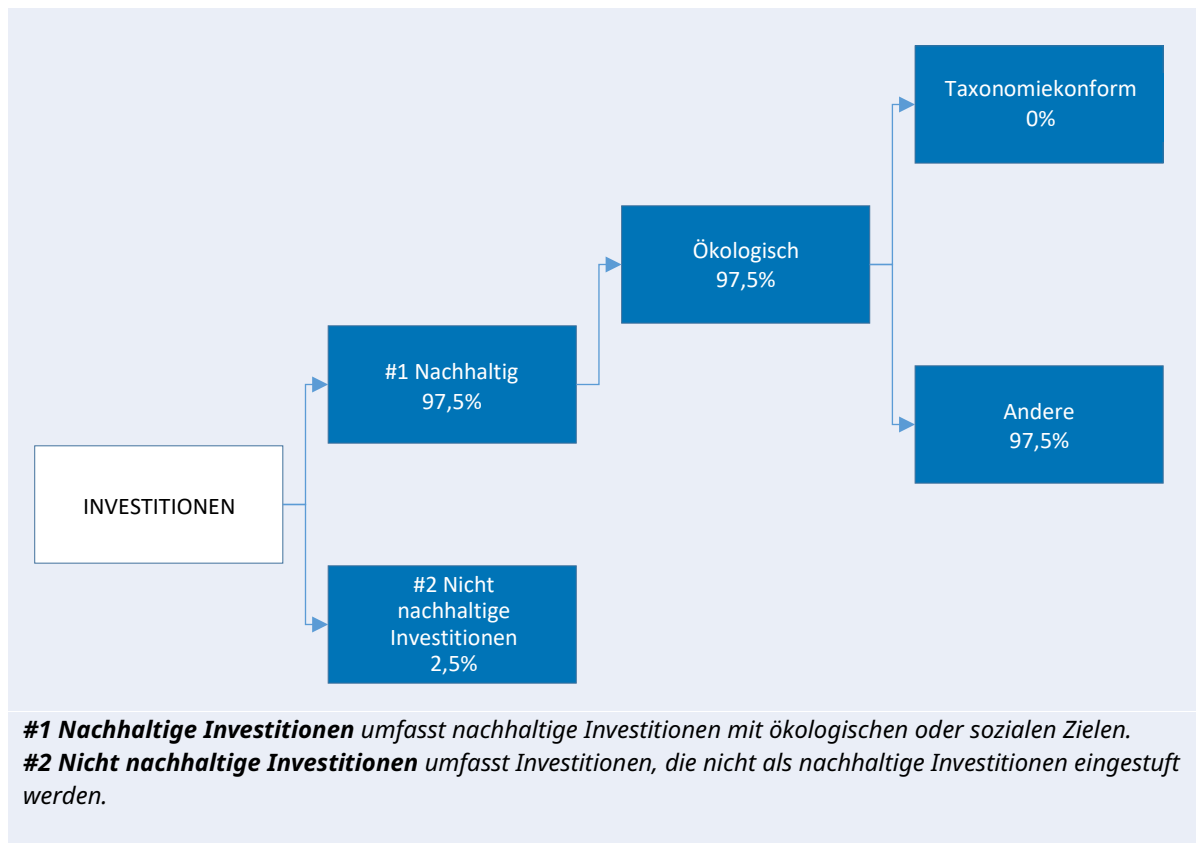 Taxonomiekonform
0%
Ökologisch
97,5%
#1 Nachhaltig
97,5%
Andere
97,5%
INVESTITIONEN
#2 Nicht
nachhaltige
Investitionen
2,5%
#1 Nachhaltige Investitionen umfasst nachhaltige Investitionen mit ökologischen oder sozialen Zielen.
#2 Nicht nachhaltige Investitionen umfasst Investitionen, die nicht als nachhaltige Investitionen eingestuft
werden.